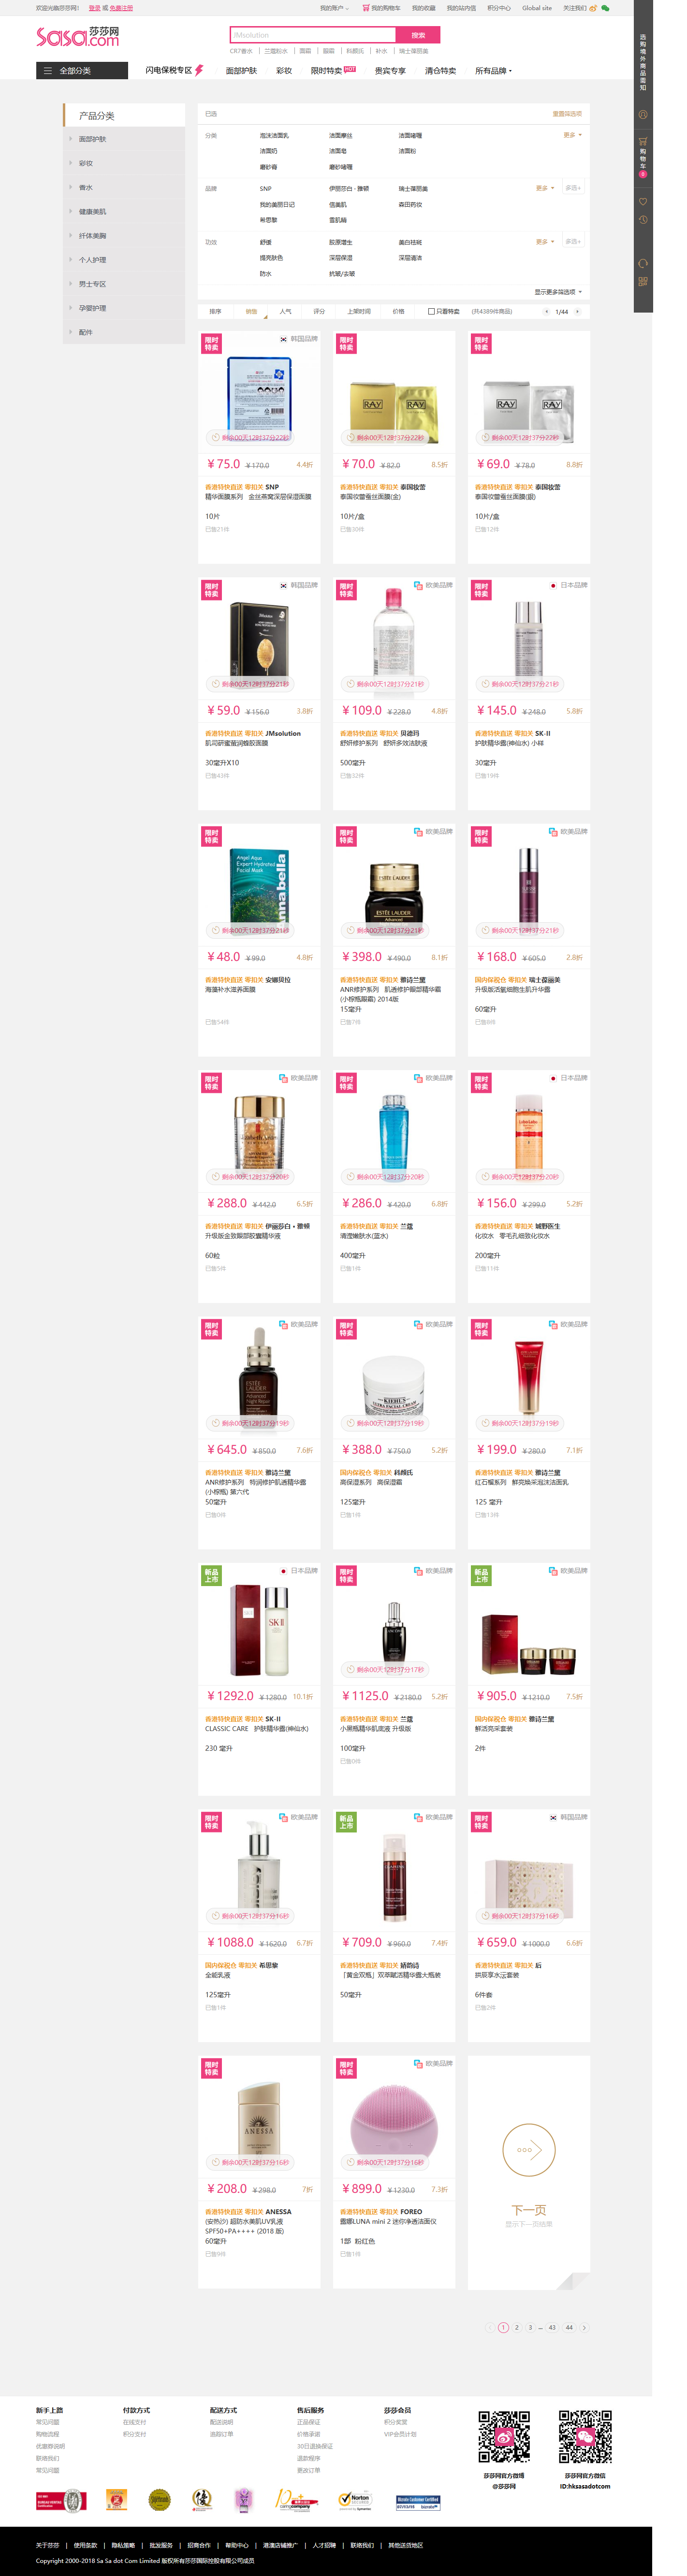 欢迎光临莎莎网! 登录 或 免费注册
我的账户 我的购物车 我的收藏 我的站内信 积分中心 Global site 关注我们
sasa莎莎网
.com
JMsolution 搜索
CK7香水 | 兰蔻粉水 | 面霜 | 眼霜 | 科颜氏 | 补水 | 瑞士葆丽美
全部分类 闪电保税专区 面部护肤 彩妆 限时特卖 HOT 贵宾专享 清仓特卖 所有品牌
选购境外商品需知
购物车
0
产品分类
面部护肤
彩妆
香水
健康美肌
纤体美胸
个人护理
男士专区
孕婴护理
配件
已选 重置筛选项
分类 泡沫洁面乳 洁面摩丝 洁面啫喱 更多
洁面奶 洁面皂 洁面粉
磨砂膏 磨砂啫喱
品牌 SNP 伊丽莎白·雅顿 瑞士葆丽美 更多 多选+
我的美丽日记 倩美肌 森田药妆
希思黎 雪肌精
功效 舒缓 胶原增生 美白祛斑 更多 多选+
提亮肤色 深层保湿 深层清洁
防水 抗皱/去皱
显示更多筛选项
排序 销售 人气 评分 上架时间 价格 只看特卖 (共4389件商品) 1/44
限时特卖 韩国品牌
剩余00天12时37分22秒
¥75.0 ¥170.0 4.4折
香港特快直送 零扣关 SNP
精华面膜系列 金丝燕窝深层保湿面膜
10片
已售21件
限时特卖
RAY
剩余00天12时37分22秒
¥70.0 ¥82.0 8.5折
香港特快直送 零扣关 泰国妆蕾
泰国妆蕾蚕丝面膜(金)
10片/盒
已售30件
限时特卖
RAY
剩余00天12时37分22秒
¥69.0 ¥78.0 8.8折
香港特快直送 零扣关 泰国妆蕾
泰国妆蕾蚕丝面膜(银)
10片/盒
已售12件
限时特卖 韩国品牌
剩余00天12时37分21秒
¥59.0 ¥156.0 3.8折
香港特快直送 零扣关 JMsolution
肌司研蜜萤润蜂胶面膜
30毫升X10
已售43件
限时特卖 欧美品牌
剩余00天12时37分21秒
¥109.0 ¥228.0 4.8折
香港特快直送 零扣关 贝德玛
舒妍修护系列 舒妍多效洁肤液
500毫升
已售32件
限时特卖 日本品牌
剩余00天12时37分21秒
¥145.0 ¥248.0 5.8折
香港特快直送 零扣关 SK-II
护肤精华露(神仙水) 小样
30毫升
已售19件
限时特卖
Angel Aqua
Expert Hydrated
Facial Mask
剩余00天12时37分21秒
¥48.0 ¥99.0 4.8折
香港特快直送 零扣关 安娜贝拉
海藻补水滋养面膜
已售54件
限时特卖 欧美品牌
ESTĒE LAUDER
Advanced
剩余00天12时37分21秒
¥398.0 ¥490.0 8.1折
香港特快直送 零扣关 雅诗兰黛
ANR修护系列 肌透修护眼部精华霜
(小棕瓶眼霜) 2014版
15毫升
已售7件
限时特卖 欧美品牌
剩余00天12时37分21秒
¥168.0 ¥605.0 2.8折
国内保税仓 零扣关 瑞士葆丽美
升级版活氧细胞生肌升华露
60毫升
已售8件
限时特卖 欧美品牌
剩余00天12时37分20秒
¥288.0 ¥442.0 6.5折
香港特快直送 零扣关 伊丽莎白·雅顿
升级版金致眼部胶囊精华液
60粒
已售5件
限时特卖 欧美品牌
剩余00天12时37分20秒
¥286.0 ¥420.0 6.8折
香港特快直送 零扣关 兰蔻
清滢嫩肤水(蓝水)
400毫升
已售1件
限时特卖 日本品牌
剩余00天12时37分20秒
¥156.0 ¥299.0 5.2折
香港特快直送 零扣关 城野医生
化妆水 零毛孔细致化妆水
200毫升
已售11件
限时特卖 欧美品牌
剩余00天12时37分19秒
¥645.0 ¥850.0 7.6折
香港特快直送 零扣关 雅诗兰黛
ANR修护系列 特润修护肌透精华露
(小棕瓶) 第六代
50毫升
已售0件
限时特卖 欧美品牌
KIEHL'S
ULTRA FACIAL CREAM
剩余00天12时37分19秒
¥388.0 ¥750.0 5.2折
国内保税仓 零扣关 科颜氏
高保湿系列 高保湿霜
125毫升
已售1件
限时特卖 欧美品牌
剩余00天12时37分19秒
¥199.0 ¥280.0 7.1折
香港特快直送 零扣关 雅诗兰黛
红石榴系列 鲜亮焕采泡沫洁面乳
125 毫升
已售13件
新品上市 日本品牌
SK-II
¥1292.0 ¥1280.0 10.1折
香港特快直送 零扣关 SK-II
CLASSIC CARE 护肤精华露(神仙水)
230 毫升
限时特卖 欧美品牌
剩余00天12时37分17秒
¥1125.0 ¥2180.0 5.2折
香港特快直送 零扣关 兰蔻
小黑瓶精华肌底液 升级版
100毫升
已售0件
新品上市 欧美品牌
¥905.0 ¥1210.0 7.5折
国内保税仓 零扣关 雅诗兰黛
鲜活亮采套装
2件
限时特卖 欧美品牌
剩余00天12时37分16秒
¥1088.0 ¥1620.0 6.7折
国内保税仓 零扣关 希思黎
全能乳液
125毫升
已售1件
新品上市 欧美品牌
¥709.0 ¥960.0 7.4折
香港特快直送 零扣关 娇韵诗
「黄金双瓶」双萃赋活精华露大瓶装
50毫升
限时特卖 韩国品牌
剩余00天12时37分16秒
¥659.0 ¥1000.0 6.6折
香港特快直送 零扣关 后
拱辰享水沄套装
6件套
已售2件
限时特卖
ANESSA
剩余00天12时37分16秒
¥208.0 ¥298.0 7折
香港特快直送 零扣关 ANESSA
(安热沙) 超防水美肌UV乳液
SPF50+PA++++ (2018 版)
60毫升
已售9件
限时特卖 欧美品牌
剩余00天12时37分16秒
¥899.0 ¥1230.0 7.3折
香港特快直送 零扣关 FOREO
露娜LUNA mini 2 迷你净透洁面仪
1部 粉红色
已售1件
下一页
显示下一页结果
1 2 3 ... 43 44
新手上路 付款方式 配送方式 售后服务 莎莎会员
常见问题 在线支付 配送说明 正品保证 积分奖赏
购物流程 积分支付 追踪订单 价格承诺 VIP会员计划
优惠券说明 30日退换保证
联络我们 退款程序
常见问题 更改订单
莎莎网官方微博
@莎莎网
莎莎网官方微信
ID:hksasadotcom
Norton
关于莎莎 | 使用条款 | 隐私策略 | 批发服务 | 招商合作 | 帮助中心 | 港澳店铺推广 | 人才招聘 | 联络我们 | 其他送货地区
Copyright 2000-2018 Sa Sa dot Com Limited 版权所有莎莎国际控股有限公司成员